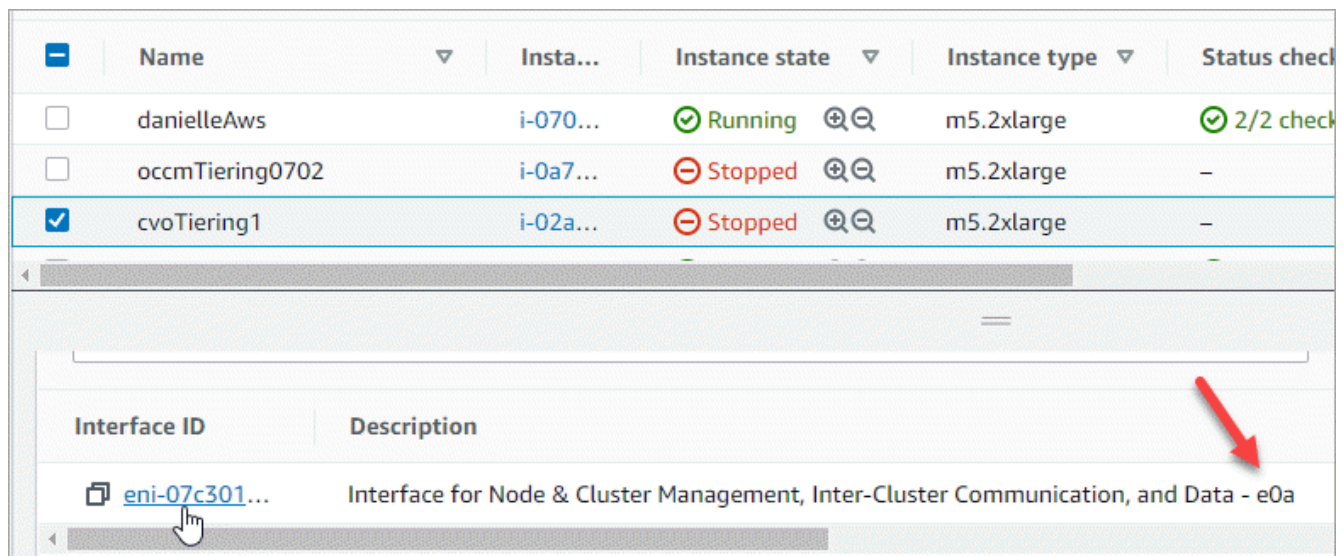 Name Insta... Instance state Instance type Status check
danielleAws i-070... Running m5.2xlarge 2/2 check
occmTiering0702 i-0a7... Stopped m5.2xlarge –
cvoTiering1 i-02a... Stopped m5.2xlarge –
Interface ID Description
eni-07c301... Interface for Node & Cluster Management, Inter-Cluster Communication, and Data - e0a